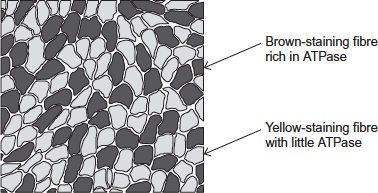 Brown-staining fibre
rich in ATPase
Yellow-staining fibre
with little ATPase